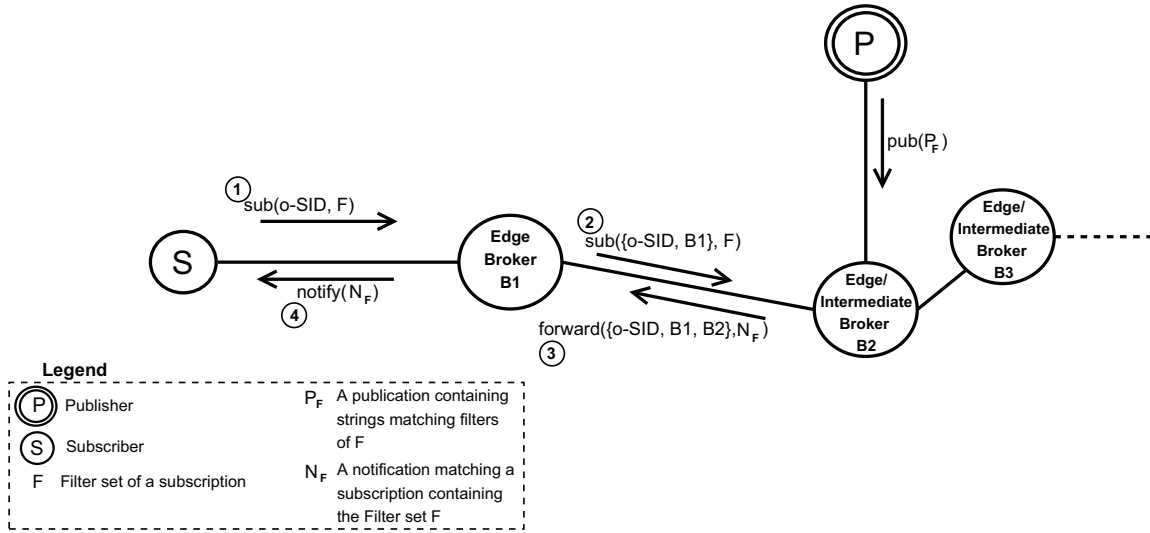 P
pub(P_F)
1
sub(o-SID, F)
2
sub({o-SID, B1}, F)
Edge/
Intermediate
Broker
B3
S
Edge
Broker
B1
notify(N_F)
4
forward({o-SID, B1, B2},N_F)
3
Edge/
Intermediate
Broker
B2
Legend
P Publisher
S Subscriber
F Filter set of a subscription
P_F A publication containing
strings matching filters
of F
N_F A notification matching a
subscription containing
the Filter set F